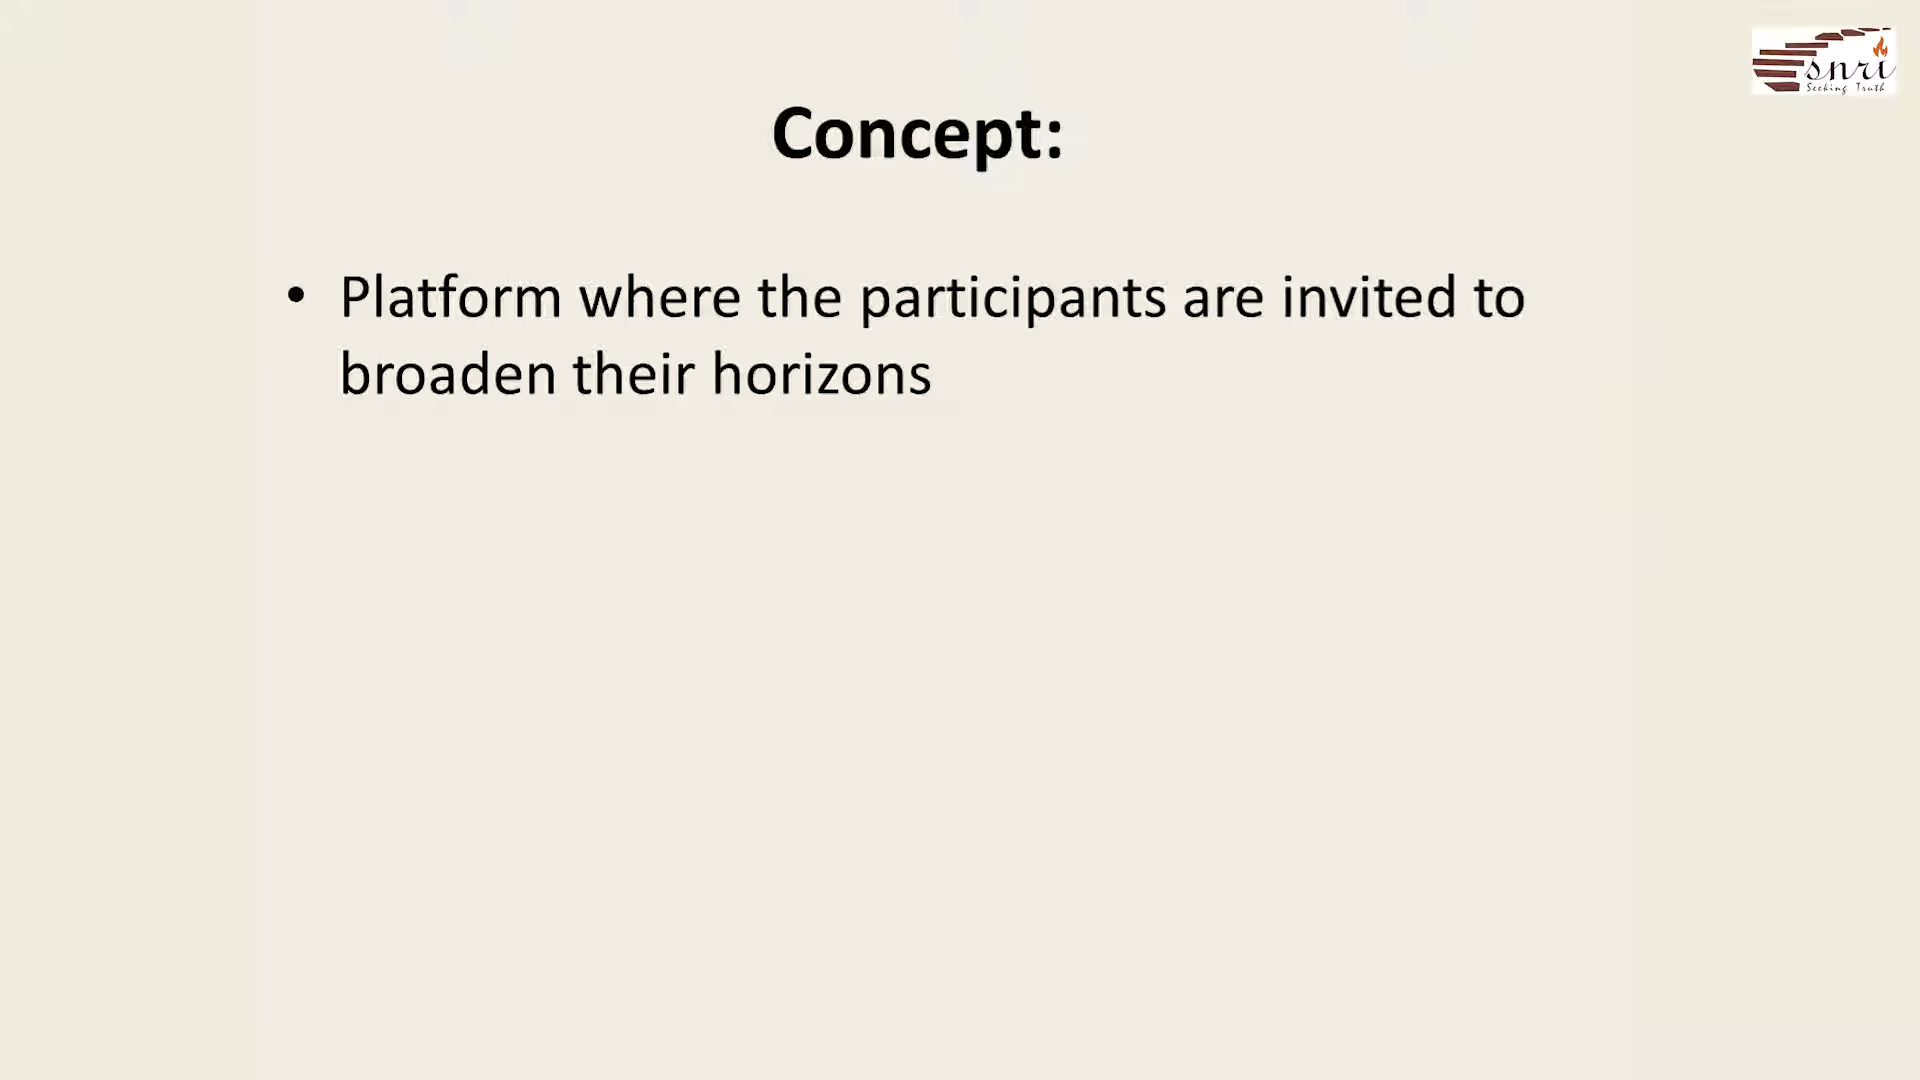 snri
Seeking Truth
Concept:
• Platform where the participants are invited to
broaden their horizons